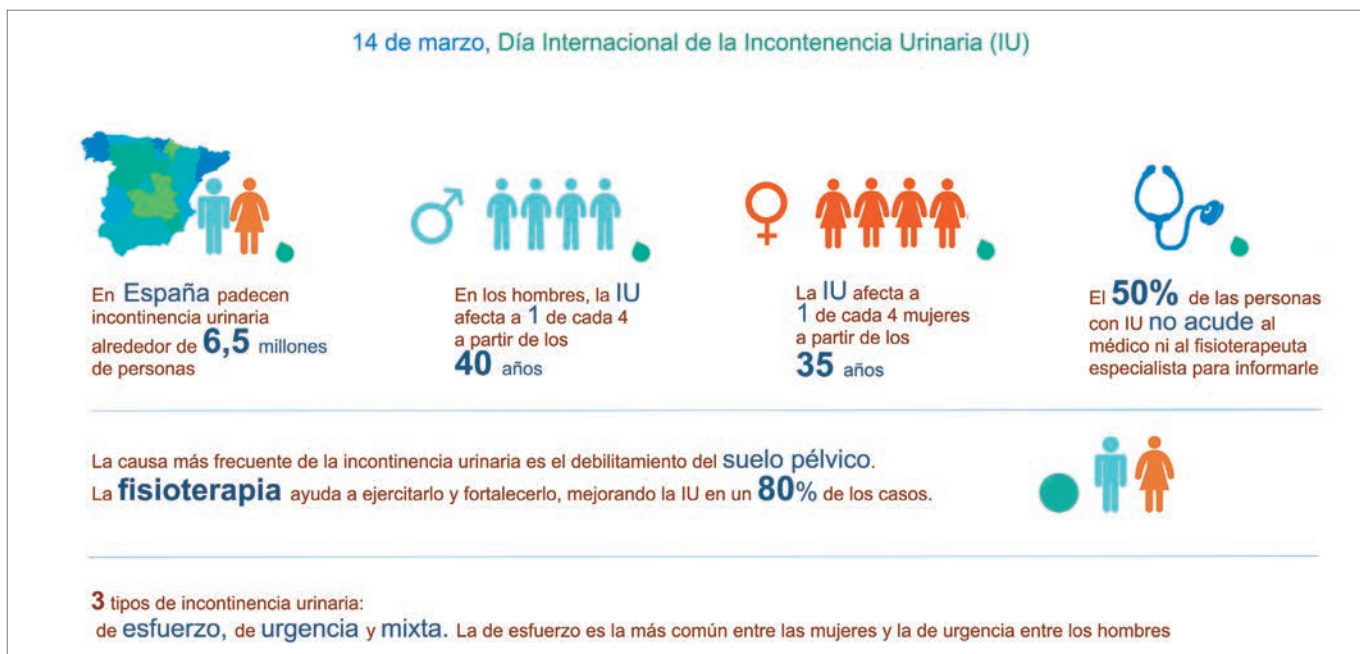 14 de marzo, Día Internacional de la Incontenencia Urinaria (IU)
En España padecen
incontinencia urinaria
alrededor de 6,5 millones
de personas
En los hombres, la IU
afecta a 1 de cada 4
a partir de los
40 años
La IU afecta a
1 de cada 4 mujeres
a partir de los
35 años
El 50% de las personas
con IU no acude al
médico ni al fisioterapeuta
especialista para informarle
La causa más frecuente de la incontinencia urinaria es el debilitamiento del suelo pélvico.
La fisioterapia ayuda a ejercitarlo y fortalecerlo, mejorando la IU en un 80% de los casos.
3 tipos de incontinencia urinaria:
de esfuerzo, de urgencia y mixta. La de esfuerzo es la más común entre las mujeres y la de urgencia entre los hombres